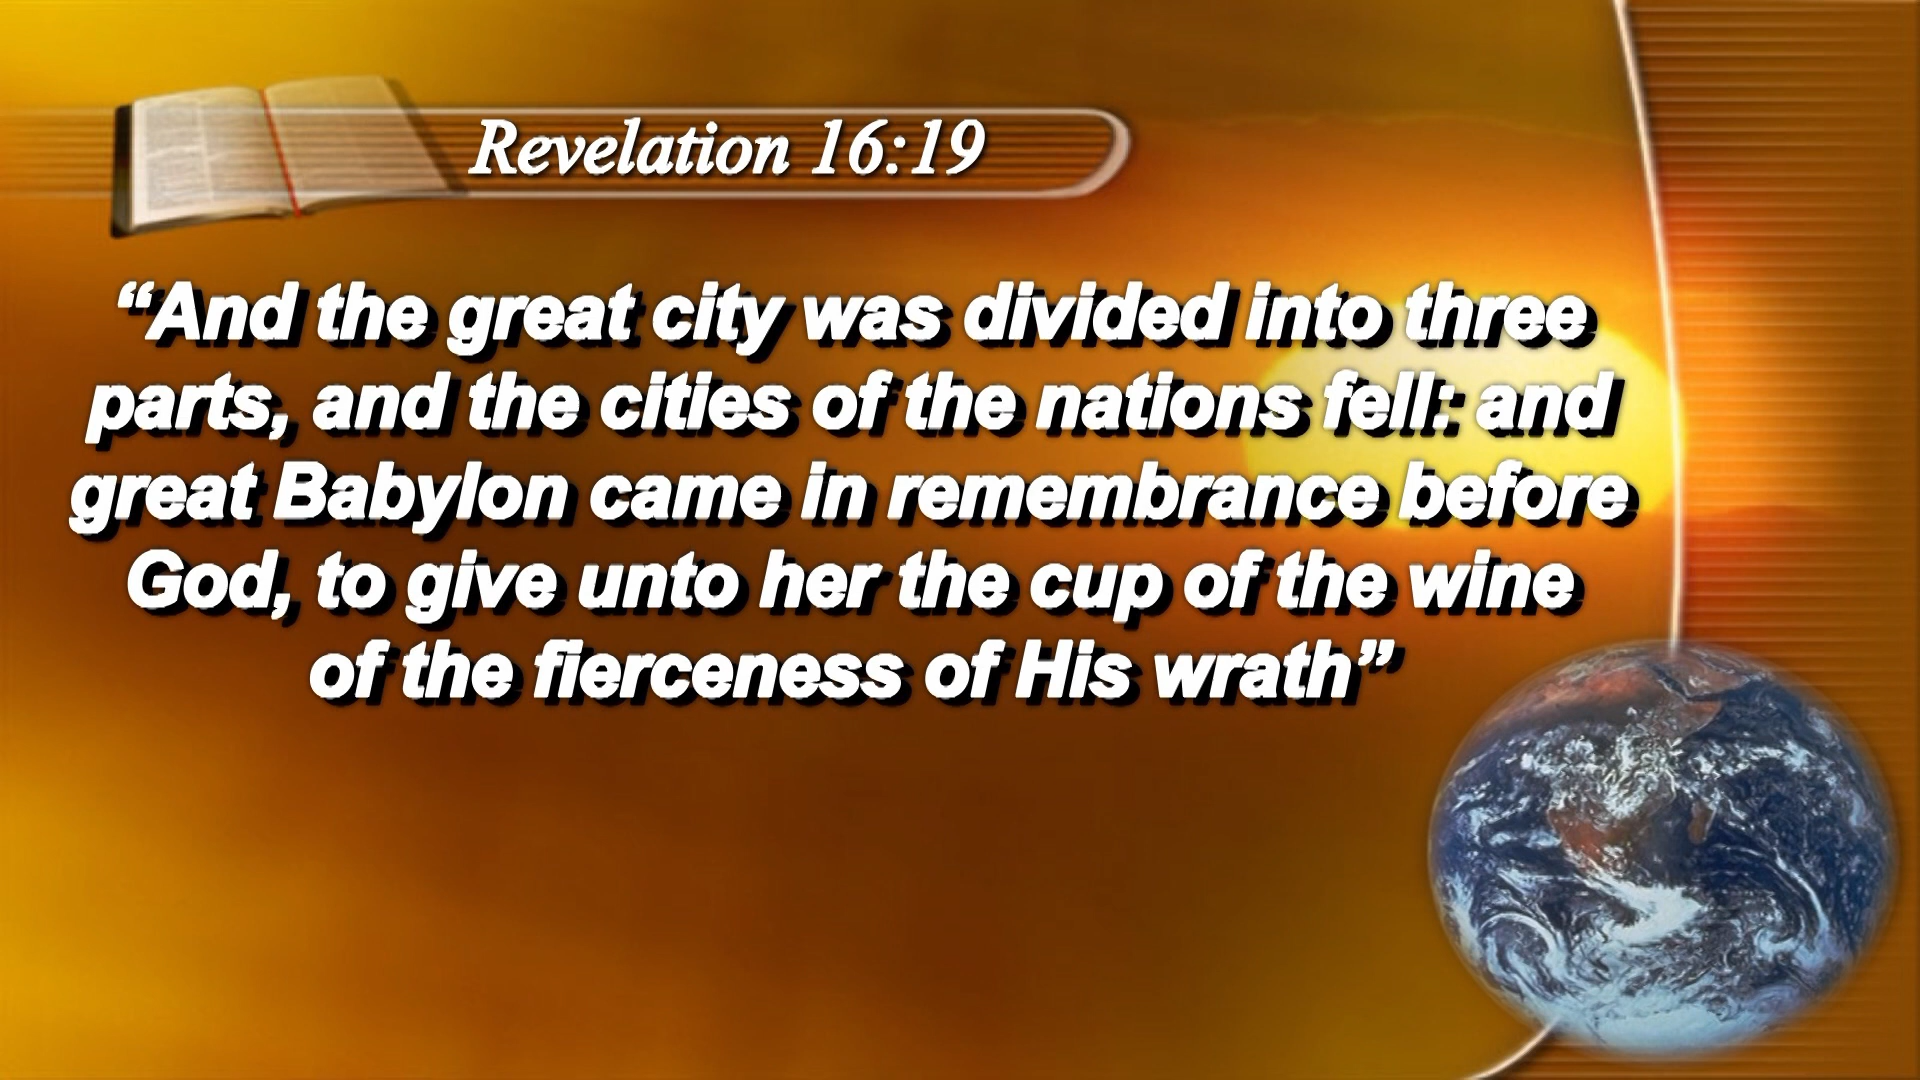 Revelation 16:19
“And the great city was divided into three
parts, and the cities of the nations fell: and
great Babylon came in remembrance before
God, to give unto her the cup of the wine
of the fierceness of His wrath”